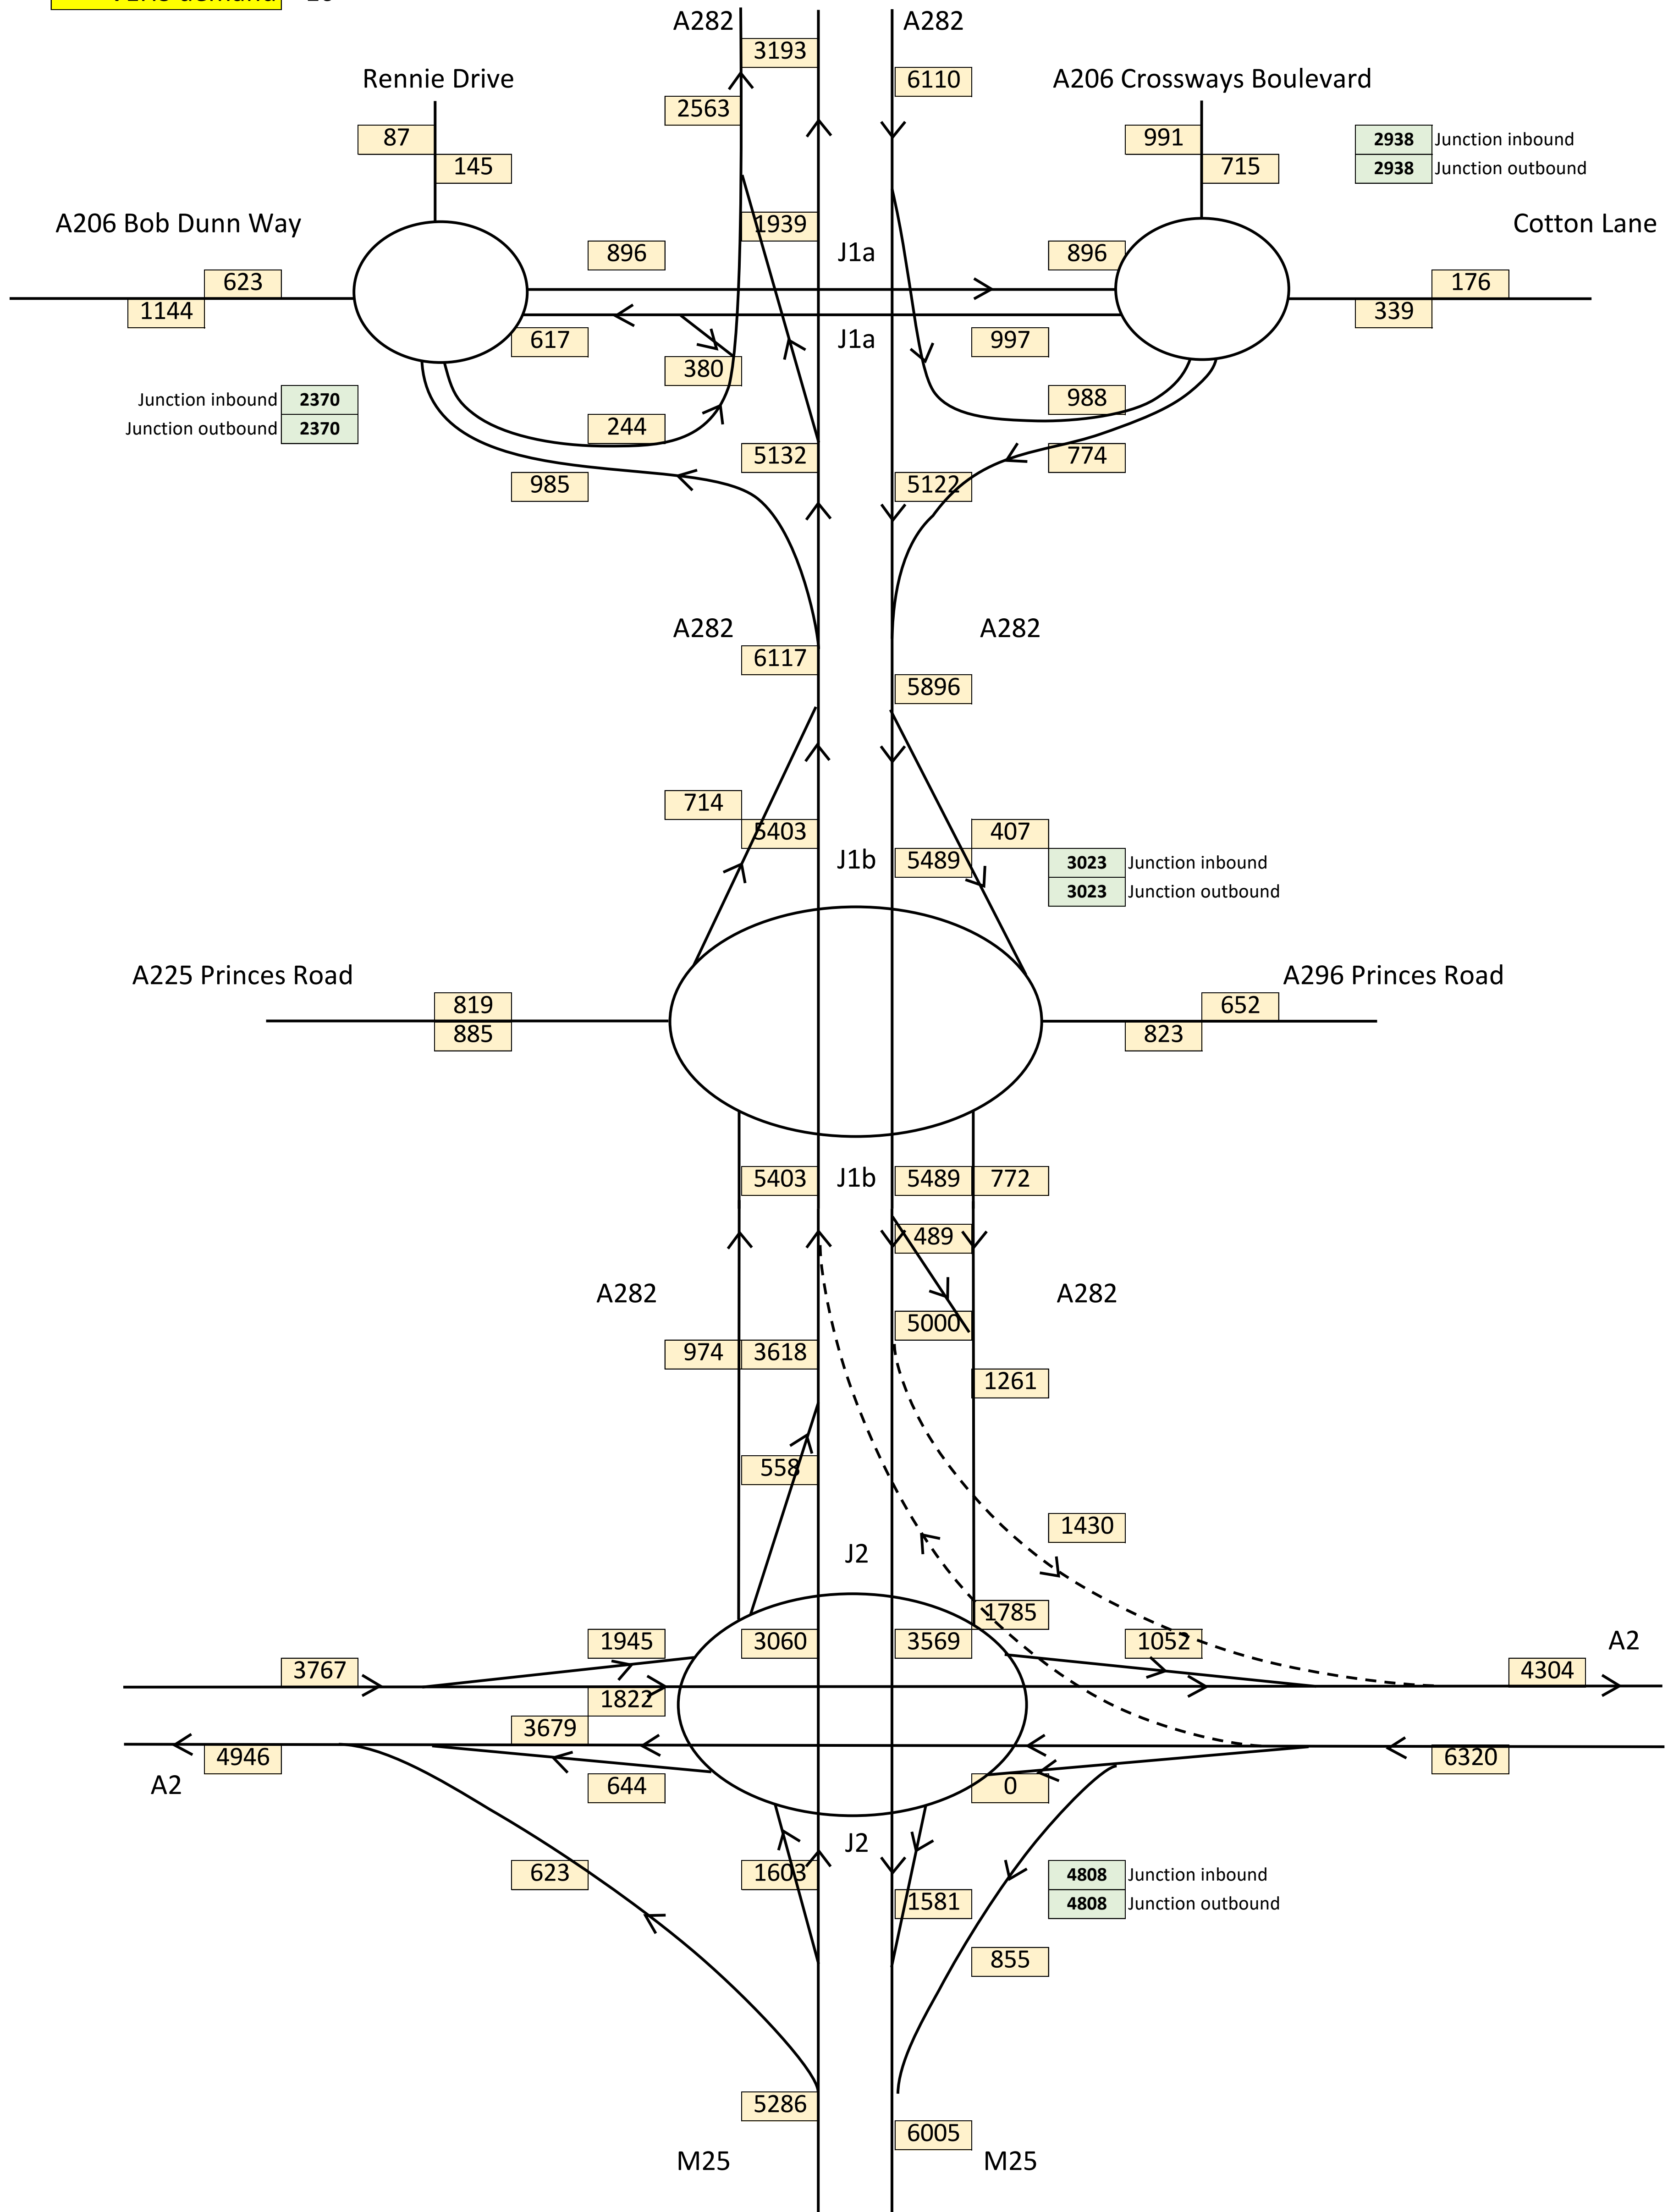 A282 A282
3193
6110
Rennie Drive A206 Crossways Boulevard
2563
87 991 2938 Junction inbound
145 715 2938 Junction outbound
A206 Bob Dunn Way 1939 Cotton Lane
896 J1a 896
623 176
1144 339
617 J1a 997
380
Junction inbound 2370 988
Junction outbound 2370 244
5132 774
985 5122
A282 A282
6117
5896
714
5403 407
J1b 5489 3023 Junction inbound
3023 Junction outbound
A225 Princes Road A296 Princes Road
819 652
885 823
5403 J1b 5489 772
489
A282 A282
5000
974 3618
1261
558
1430
J2
1785
1945 3060 3569 1052 A2
3767 4304
1822
3679
4946 6320
A2 644 0
J2
623 1603 4808 Junction inbound
1581 4808 Junction outbound
855
5286
6005
M25 M25